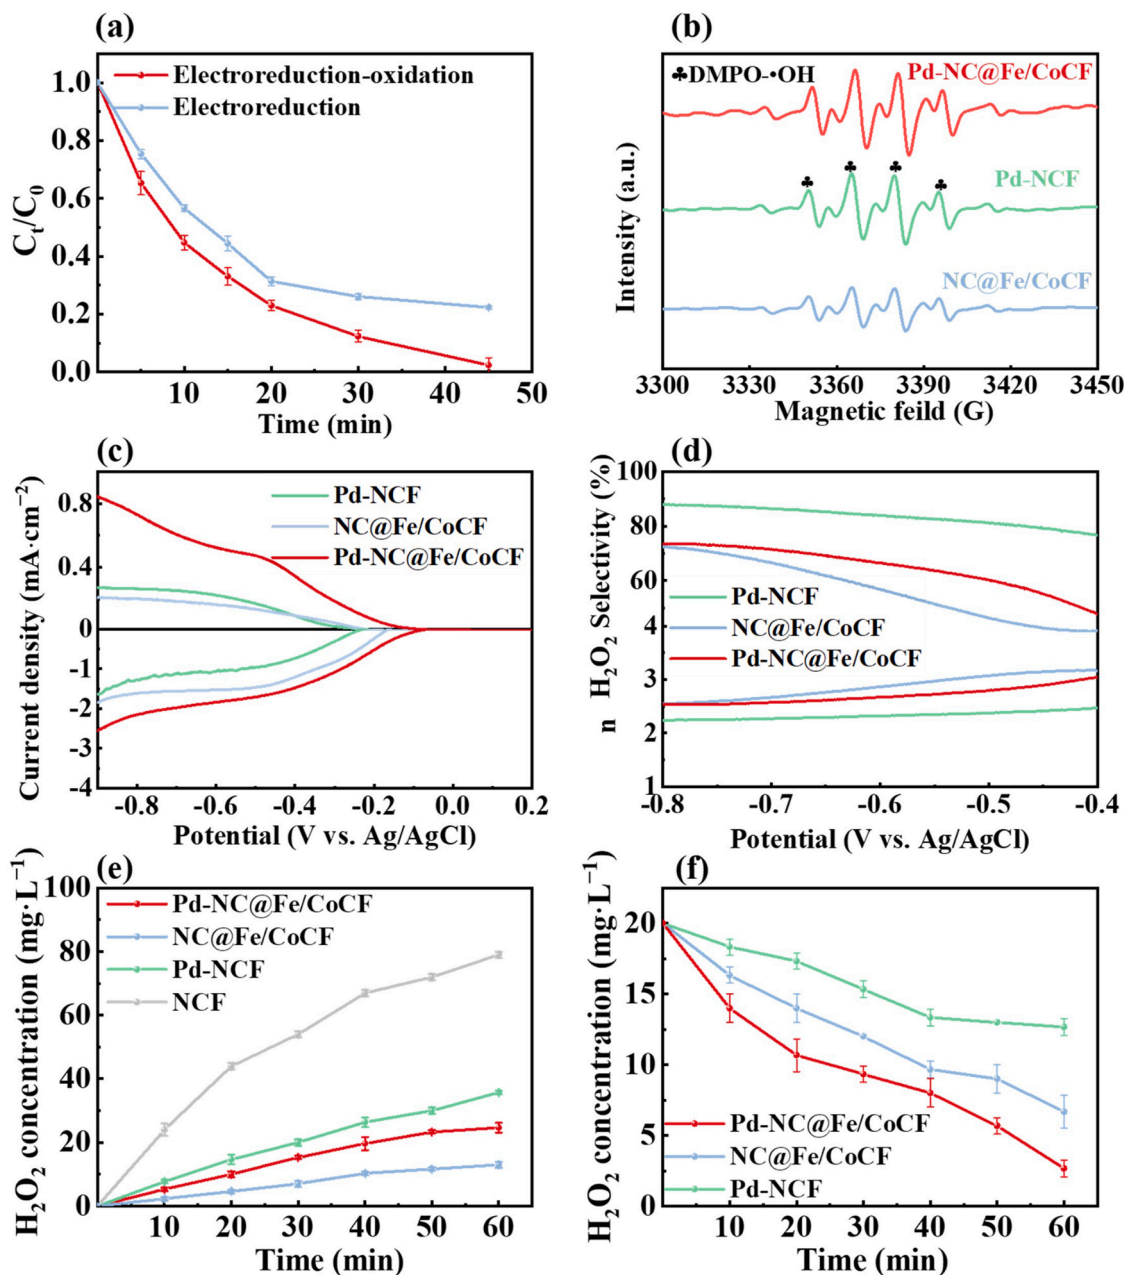 (a)
C_t/C_0
1.0
0.8
0.6
0.4
0.2
0.0
Electroreduction-oxidation
Electroreduction
10 20 30 40 50
Time (min)
(b)
Intensity (a.u.)
♣DMPO-•OH
Pd-NC@Fe/CoCF
♣ ♣ ♣ ♣
Pd-NCF
NC@Fe/CoCF
3300 3330 3360 3390 3420 3450
Magnetic feild (G)
(c)
Current density (mA·cm⁻²)
0.8
0.4
0
-1
-2
-3
-4
Pd-NCF
NC@Fe/CoCF
Pd-NC@Fe/CoCF
-0.8 -0.6 -0.4 -0.2 0.0 0.2
Potential (V vs. Ag/AgCl)
(d)
n H₂O₂ Selectivity (%)
100
80
60
4
3
2
1
Pd-NCF
NC@Fe/CoCF
Pd-NC@Fe/CoCF
-0.8 -0.7 -0.6 -0.5 -0.4
Potential (V vs. Ag/AgCl)
(e)
H₂O₂ concentration (mg·L⁻¹)
100
80
60
40
20
0
Pd-NC@Fe/CoCF
NC@Fe/CoCF
Pd-NCF
NCF
10 20 30 40 50 60
Time (min)
(f)
H₂O₂ concentration (mg·L⁻¹)
20
15
10
5
0
Pd-NC@Fe/CoCF
NC@Fe/CoCF
Pd-NCF
10 20 30 40 50 60
Time (min)